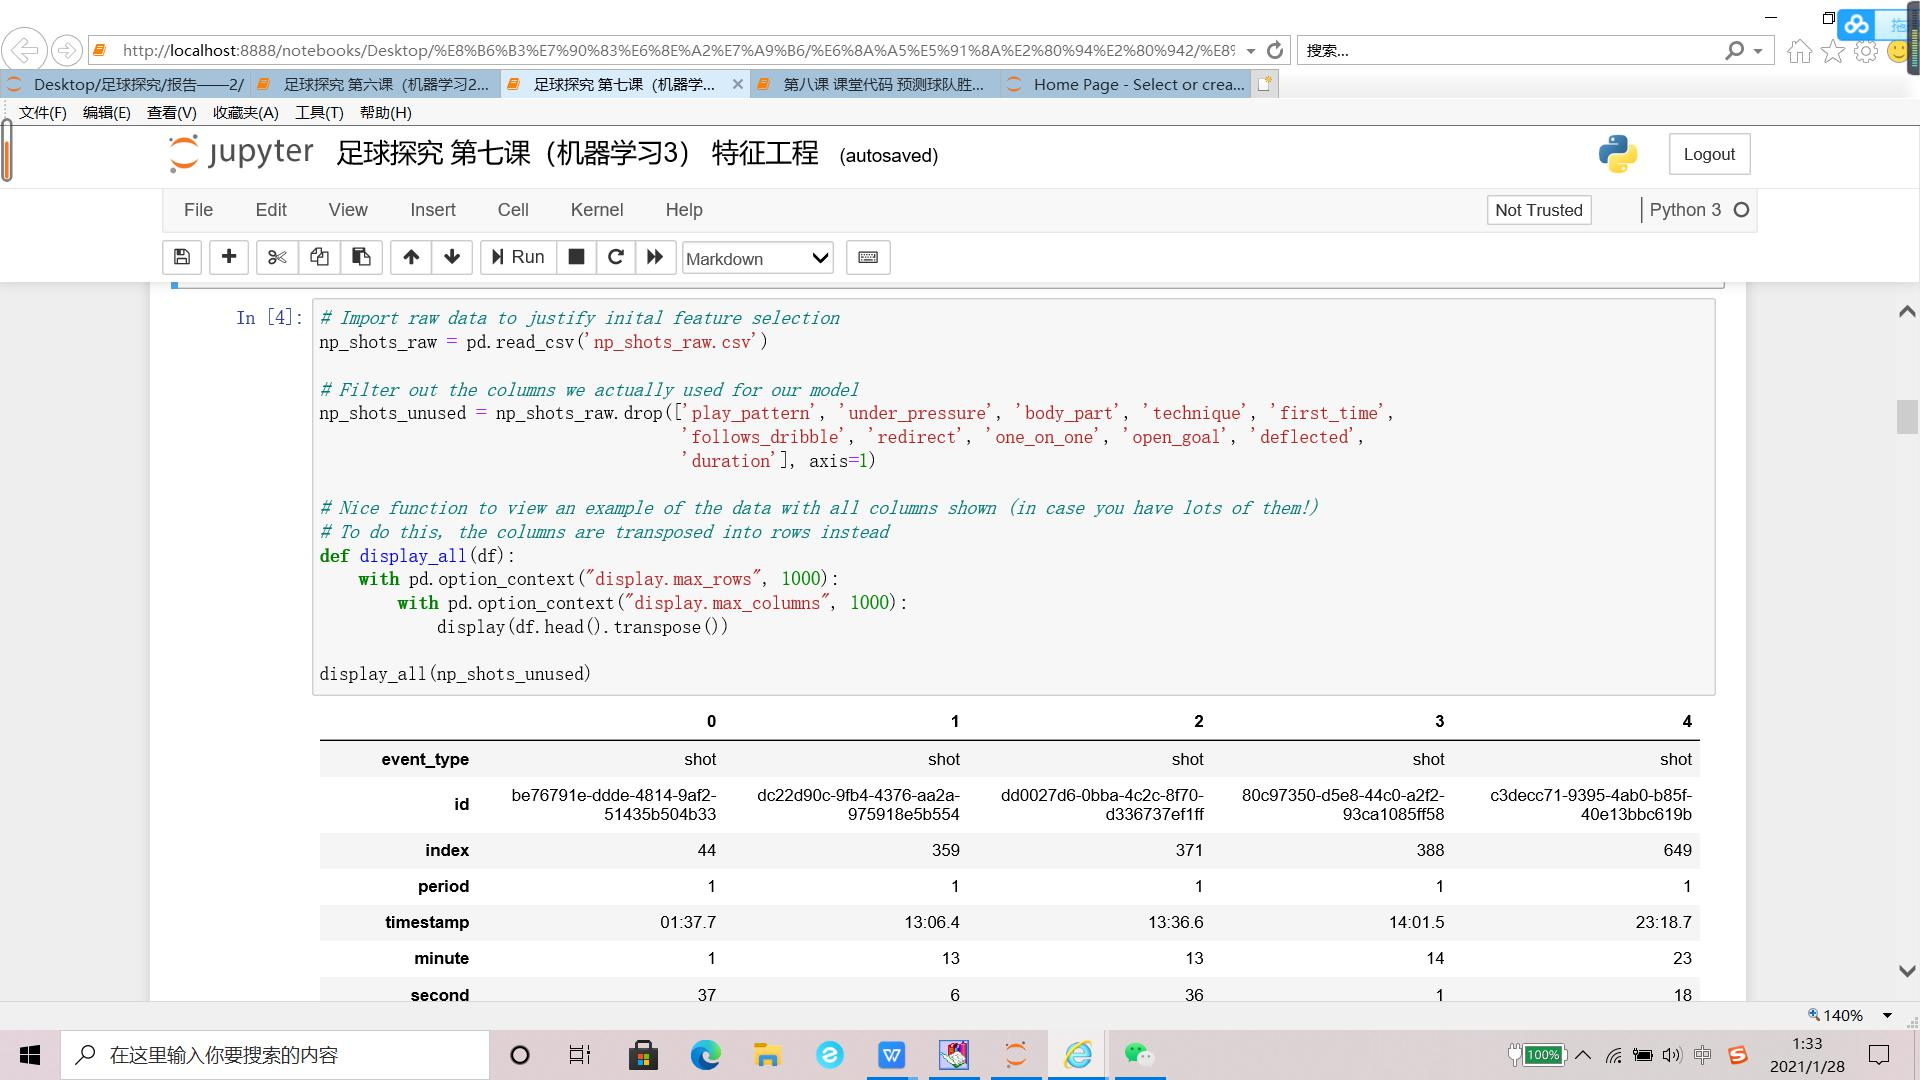 http://localhost:8888/notebooks/Desktop/%E8%B6%B3%E7%90%83%E6%8E%A2%E7%A9%B6/%E6%8A%A5%E5%91%8A%E2%80%94%E2%80%942/%E8%
搜索...
拖
Desktop/足球探究/报告——2/
足球探究 第六课（机器学习2...
足球探究 第七课（机器学...
第八课 课堂代码 预测球队胜...
Home Page - Select or crea...
文件(F) 编辑(E) 查看(V) 收藏夹(A) 工具(T) 帮助(H)
jupyter 足球探究 第七课（机器学习3） 特征工程 (autosaved)
Logout
File Edit View Insert Cell Kernel Help
Not Trusted
Python 3
Run
Markdown
In [4]:
# Import raw data to justify inital feature selection
np_shots_raw = pd.read_csv('np_shots_raw.csv')
# Filter out the columns we actually used for our model
np_shots_unused = np_shots_raw.drop(['play_pattern', 'under_pressure', 'body_part', 'technique', 'first_time',
'follows_dribble', 'redirect', 'one_on_one', 'open_goal', 'deflected',
'duration'], axis=1)
# Nice function to view an example of the data with all columns shown (in case you have lots of them!)
# To do this, the columns are transposed into rows instead
def display_all(df):
with pd.option_context("display.max_rows", 1000):
with pd.option_context("display.max_columns", 1000):
display(df.head().transpose())
display_all(np_shots_unused)
0 1 2 3 4
event_type shot shot shot shot shot
id be76791e-ddde-4814-9af2-51435b504b33 dc22d90c-9fb4-4376-aa2a-975918e5b554 dd0027d6-0bba-4c2c-8f70-d336737ef1ff 80c97350-d5e8-44c0-a2f2-93ca1085ff58 c3decc71-9395-4ab0-b85f-40e13bbc619b
index 44 359 371 388 649
period 1 1 1 1 1
timestamp 01:37.7 13:06.4 13:36.6 14:01.5 23:18.7
minute 1 13 13 14 23
second 37 6 36 1 18
140%
在这里输入你要搜索的内容
100%
中
1:33
2021/1/28